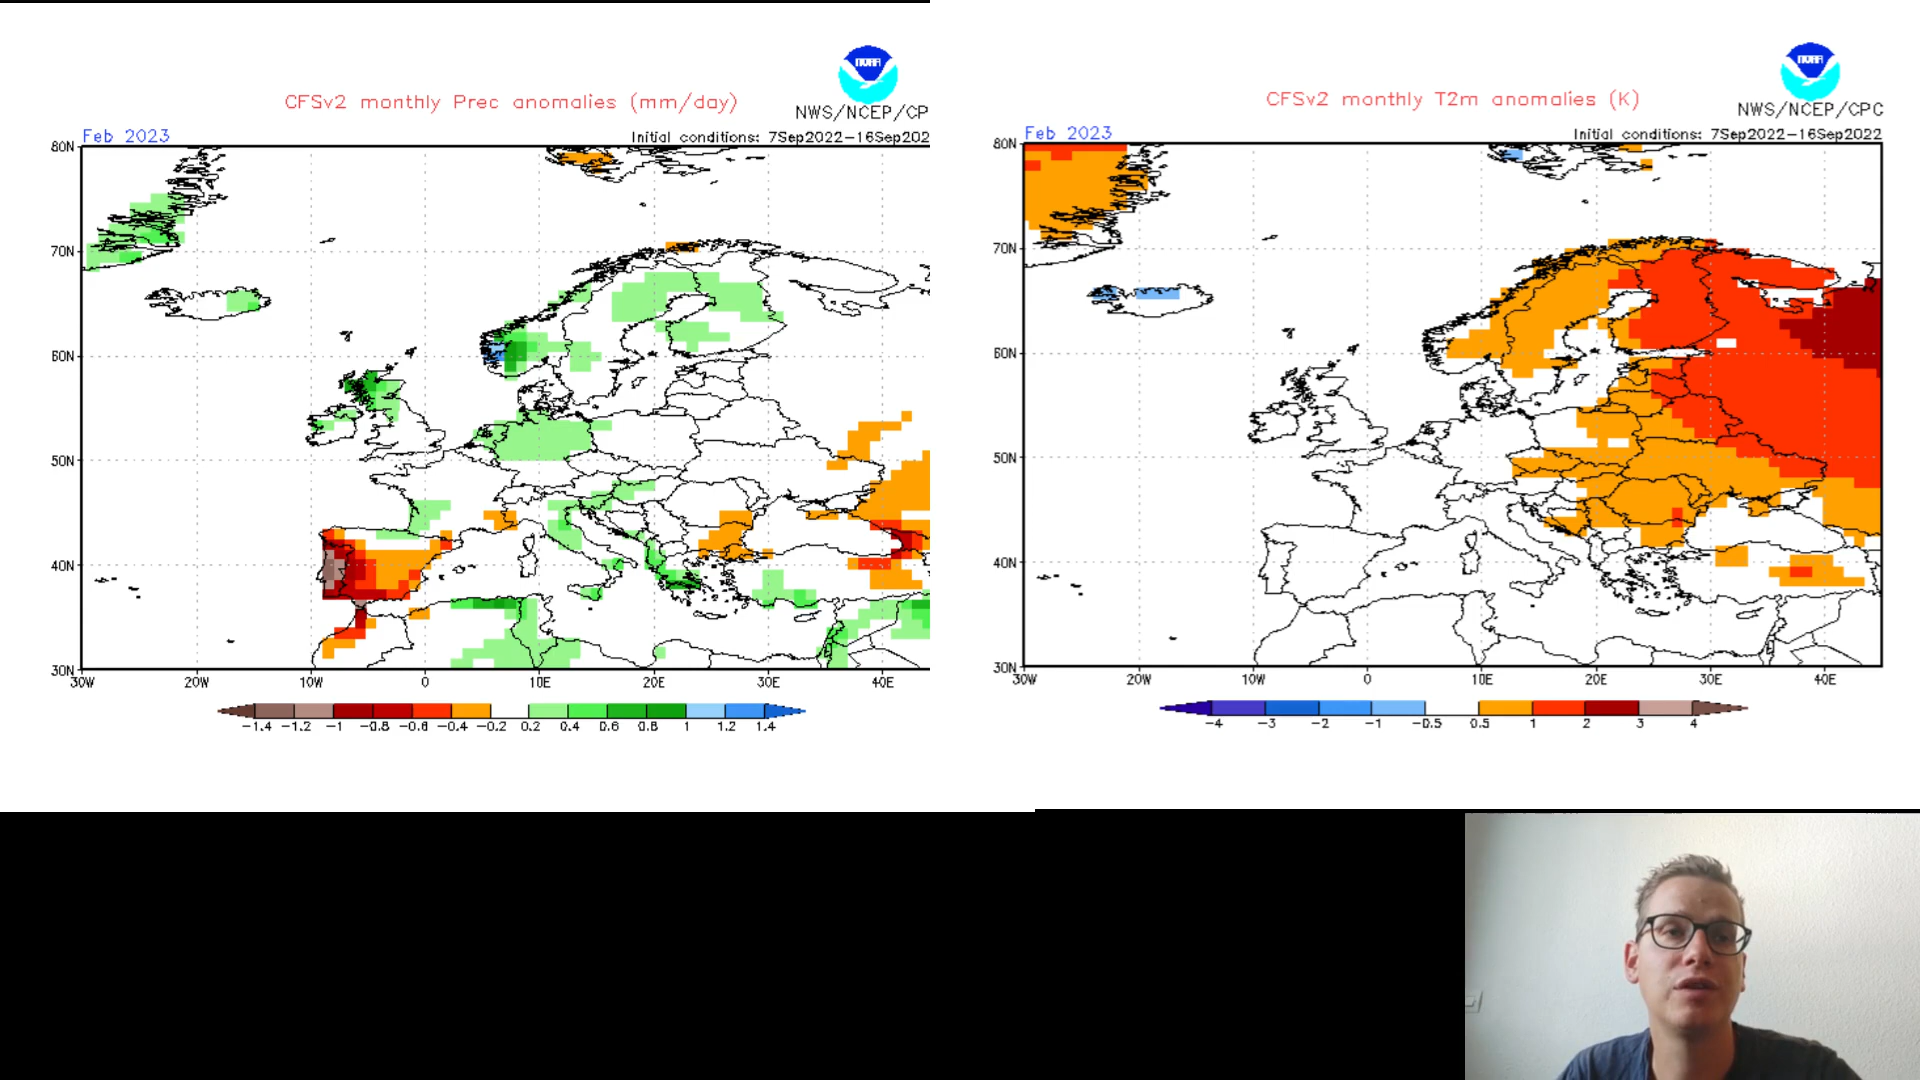 NOAA
CFSv2 monthly Prec anomalies (mm/day)
NWS/NCEP/CP
Feb 2023
Initial conditions: 7Sep2022-16Sep202
80N
70N
60N
50N
40N
30N
30W 20W 10W 0 10E 20E 30E 40E
-1.4 -1.2 -1 -0.8 -0.6 -0.4 -0.2 0.2 0.4 0.6 0.8 1 1.2 1.4
NOAA
CFSv2 monthly T2m anomalies (K)
NWS/NCEP/CPC
Feb 2023
Initial conditions: 7Sep2022-16Sep2022
80N
70N
60N
50N
40N
30N
30W 20W 10W 0 10E 20E 30E 40E
-4 -3 -2 -1 -0.5 0.5 1 2 3 4